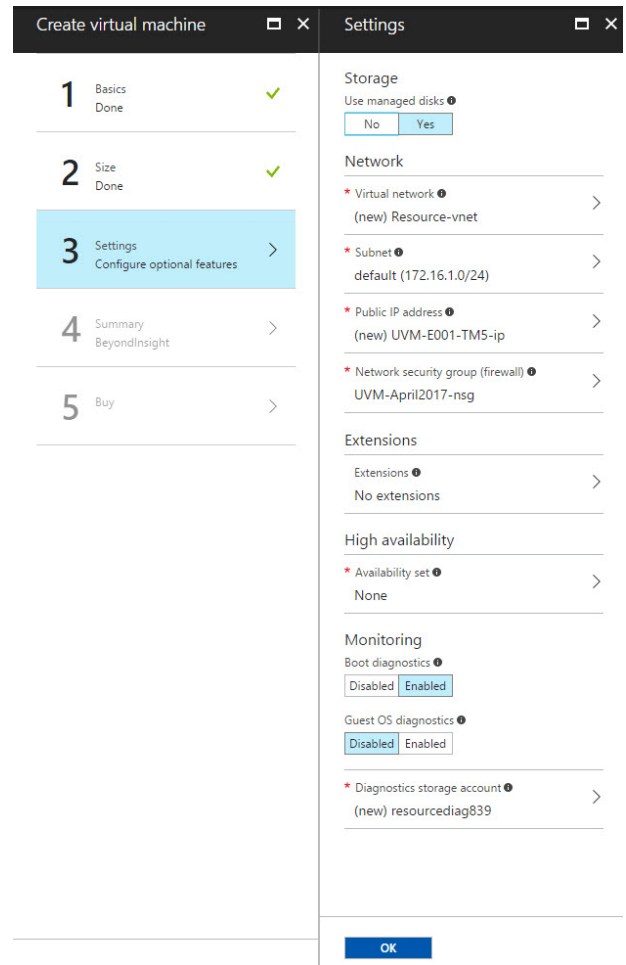 Create virtual machine
1
Basics
Done
2
Size
Done
3
Settings
Configure optional features
4
Summary
BeyondInsight
5
Buy
Settings
Storage
Use managed disks
No Yes
Network
* Virtual network
(new) Resource-vnet
* Subnet
default (172.16.1.0/24)
* Public IP address
(new) UVM-E001-TM5-ip
* Network security group (firewall)
UVM-April2017-nsg
Extensions
Extensions
No extensions
High availability
* Availability set
None
Monitoring
Boot diagnostics
Disabled Enabled
Guest OS diagnostics
Disabled Enabled
* Diagnostics storage account
(new) resourcediag839
OK